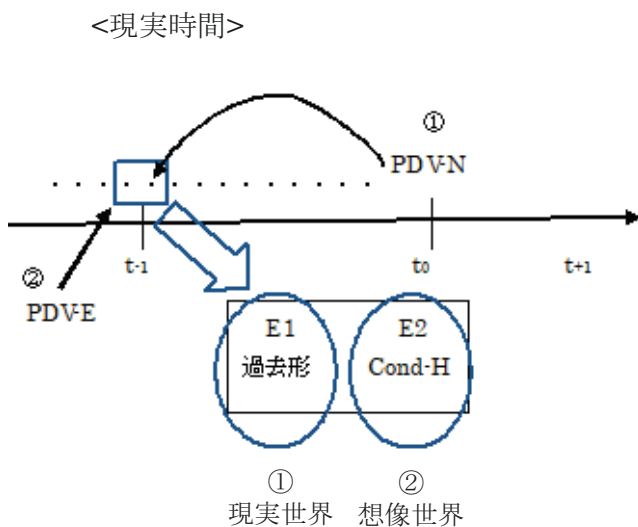 <現実時間>
①
PDV-N
t-1
t0
t+1
②
PDV-E
E1
E2
過去形
Cond-H
①
②
現実世界
想像世界